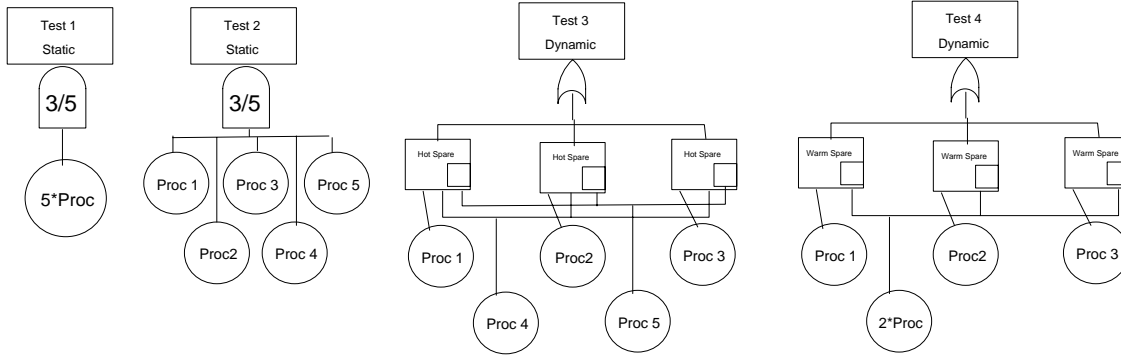 Test 1
Static
3/5
5*Proc
Test 2
Static
3/5
Proc 1
Proc 3
Proc 5
Proc2
Proc 4
Test 3
Dynamic
Hot Spare
Hot Spare
Hot Spare
Proc 1
Proc2
Proc 3
Proc 4
Proc 5
Test 4
Dynamic
Warm Spare
Warm Spare
Warm Spare
Proc 1
Proc2
Proc 3
2*Proc